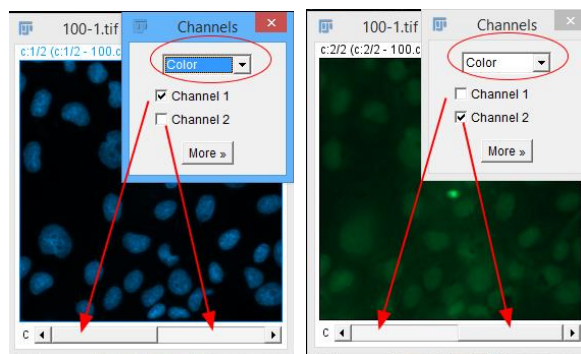 100-1.tif
Channels
c:1/2 (c:1/2 - 100.c
Color
Channel 1
Channel 2
More »
c
100-1.tif
Channels
c:2/2 (c:2/2 - 100.c
Color
Channel 1
Channel 2
More »
c